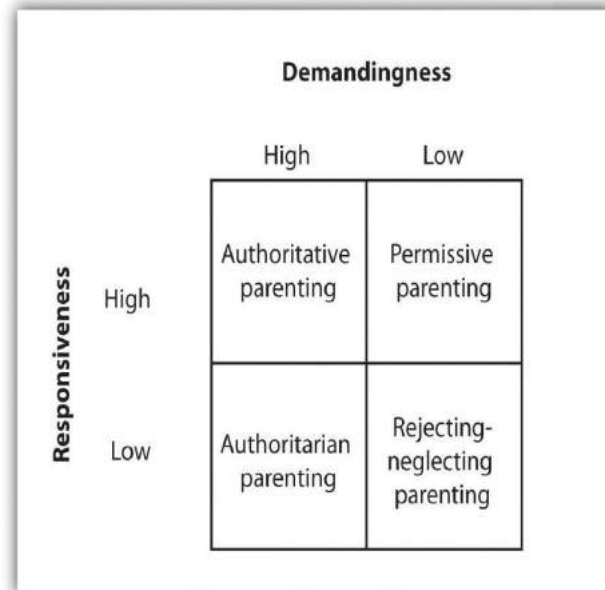 Demandingness
High Low
Authoritative
parenting
Permissive
parenting
Responsiveness
High
Low
Authoritarian
parenting
Rejecting-
neglecting
parenting